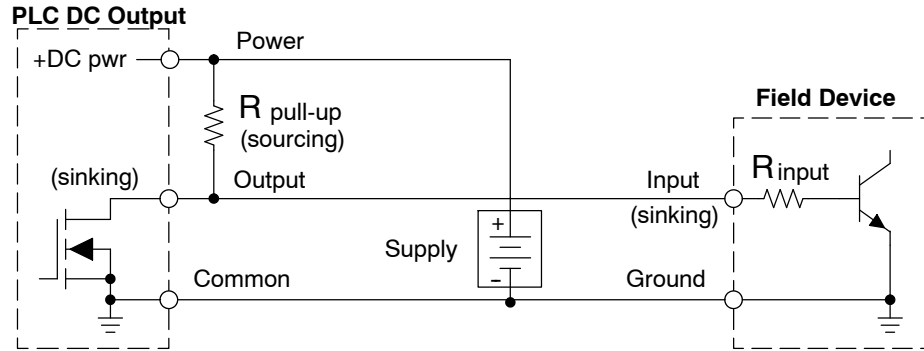 PLC DC Output
Power
+DC pwr
R pull-up
(sourcing)
Field Device
(sinking)
Output
Input
(sinking)
R input
Supply
+
–
Common
Ground